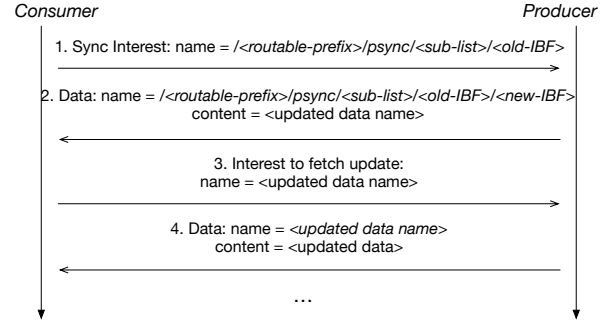 Consumer Producer
1. Sync Interest: name = /<routable-prefix>/psync/<sub-list>/<old-IBF>
2. Data: name = /<routable-prefix>/psync/<sub-list>/<old-IBF>/<new-IBF>
content = <updated data name>
3. Interest to fetch update:
name = <updated data name>
4. Data: name = <updated data name>
content = <updated data>
...